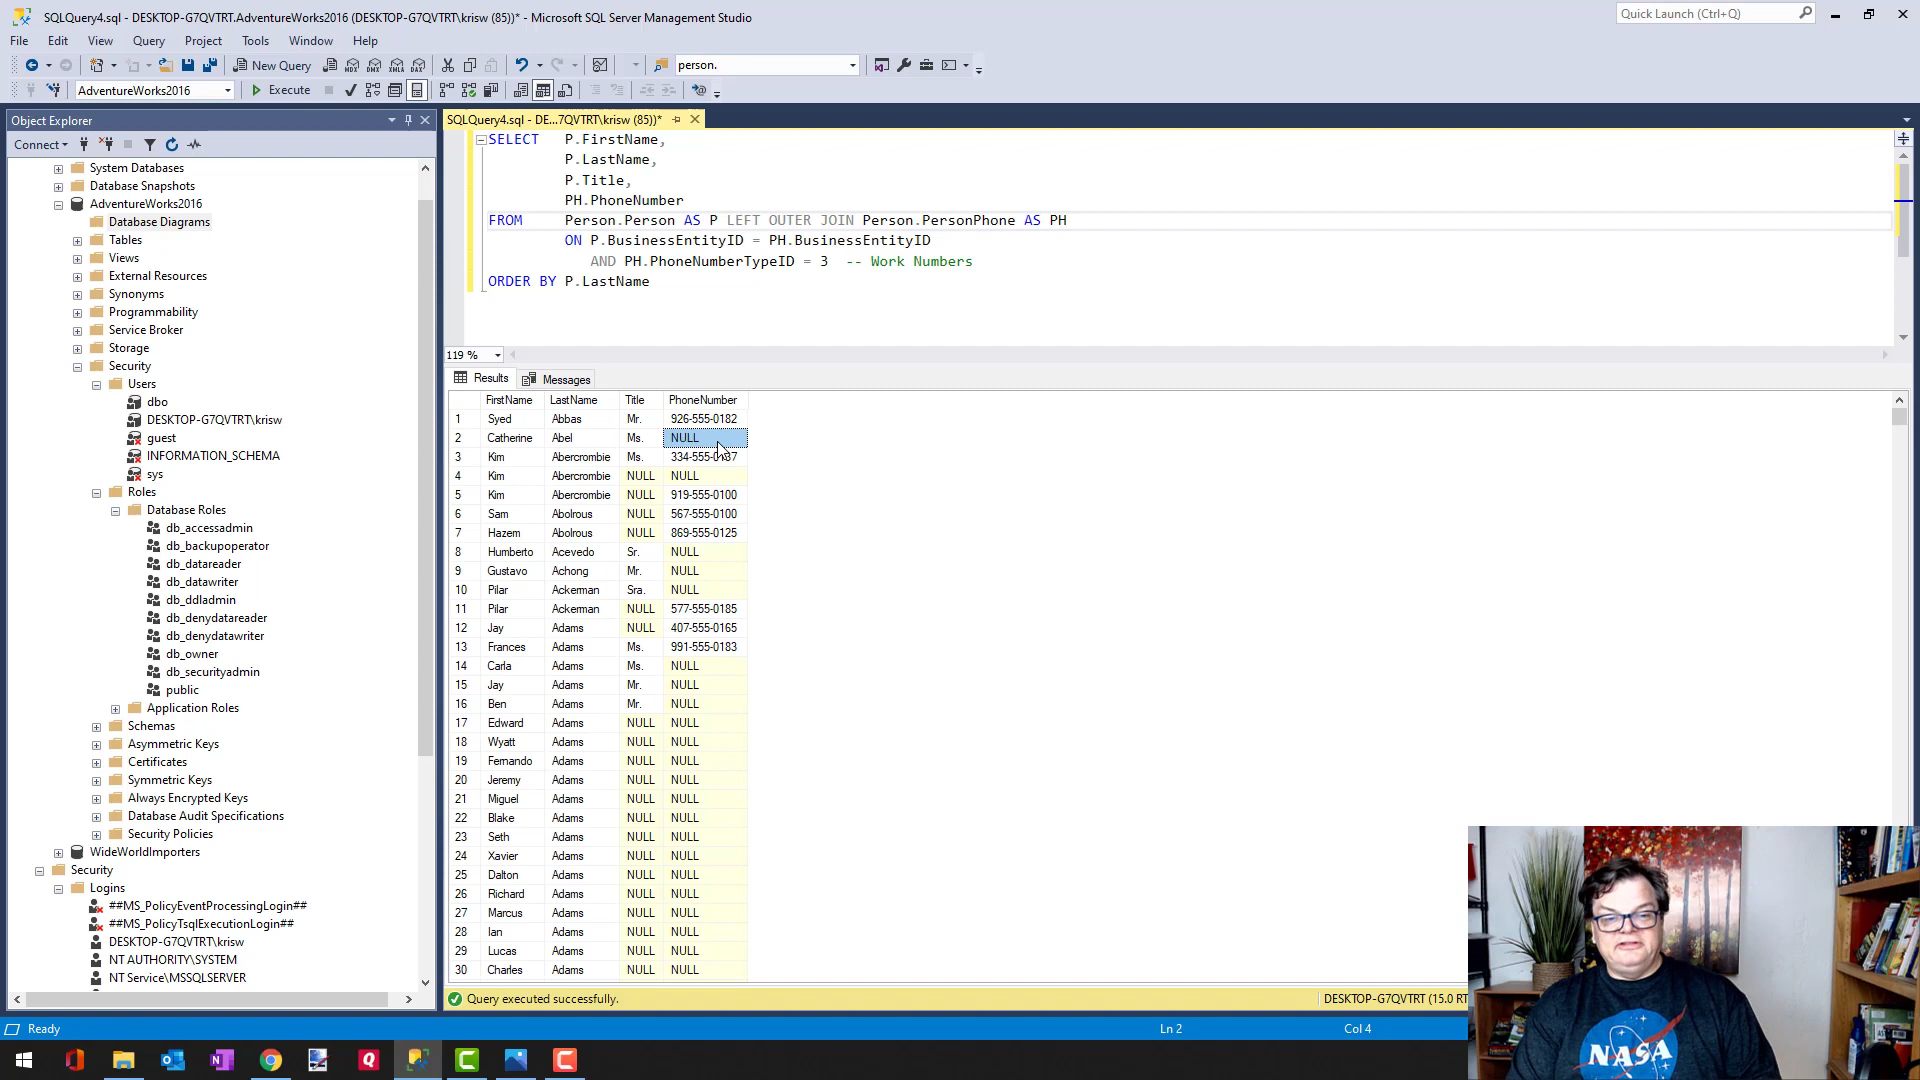 SQLQuery4.sql - DESKTOP-G7QVTRT.AdventureWorks2016 (DESKTOP-G7QVTRT\krisw (85))* - Microsoft SQL Server Management Studio
Quick Launch (Ctrl+Q)
File Edit View Query Project Tools Window Help
New Query
person.
AdventureWorks2016
Execute
Object Explorer
Connect
System Databases
Database Snapshots
AdventureWorks2016
Database Diagrams
Tables
Views
External Resources
Synonyms
Programmability
Service Broker
Storage
Security
Users
dbo
DESKTOP-G7QVTRT\krisw
guest
INFORMATION_SCHEMA
sys
Roles
Database Roles
db_accessadmin
db_backupoperator
db_datareader
db_datawriter
db_ddladmin
db_denydatareader
db_denydatawriter
db_owner
db_securityadmin
public
Application Roles
Schemas
Asymmetric Keys
Certificates
Symmetric Keys
Always Encrypted Keys
Database Audit Specifications
Security Policies
WideWorldImporters
Security
Logins
##MS_PolicyEventProcessingLogin##
##MS_PolicyTsqlExecutionLogin##
DESKTOP-G7QVTRT\krisw
NT AUTHORITY\SYSTEM
NT Service\MSSQLSERVER
SQLQuery4.sql - DE...7QVTRT\krisw (85))*
SELECT P.FirstName,
P.LastName,
P.Title,
PH.PhoneNumber
FROM Person.Person AS P LEFT OUTER JOIN Person.PersonPhone AS PH
ON P.BusinessEntityID = PH.BusinessEntityID
AND PH.PhoneNumberTypeID = 3 -- Work Numbers
ORDER BY P.LastName
119 %
Results Messages
FirstName LastName Title PhoneNumber
1 Syed Abbas Mr. 926-555-0182
2 Catherine Abel Ms. NULL
3 Kim Abercrombie Ms. 334-555-0137
4 Kim Abercrombie NULL NULL
5 Kim Abercrombie NULL 919-555-0100
6 Sam Abolrous NULL 567-555-0100
7 Hazem Abolrous NULL 869-555-0125
8 Humberto Acevedo Sr. NULL
9 Gustavo Achong Mr. NULL
10 Pilar Ackerman Sra. NULL
11 Pilar Ackerman NULL 577-555-0185
12 Jay Adams NULL 407-555-0165
13 Frances Adams Ms. 991-555-0183
14 Carla Adams Ms. NULL
15 Jay Adams Mr. NULL
16 Ben Adams Mr. NULL
17 Edward Adams NULL NULL
18 Wyatt Adams NULL NULL
19 Fernando Adams NULL NULL
20 Jeremy Adams NULL NULL
21 Miguel Adams NULL NULL
22 Blake Adams NULL NULL
23 Seth Adams NULL NULL
24 Xavier Adams NULL NULL
25 Dalton Adams NULL NULL
26 Richard Adams NULL NULL
27 Marcus Adams NULL NULL
28 Ian Adams NULL NULL
29 Lucas Adams NULL NULL
30 Charles Adams NULL NULL
Query executed successfully.
DESKTOP-G7QVTRT (15.0 RT
Ready
Ln 2
Col 4
NASA